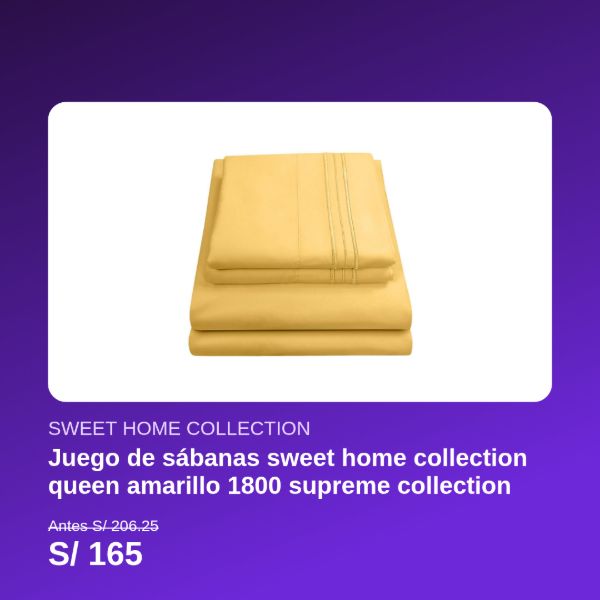 SWEET HOME COLLECTION
Juego de sábanas sweet home collection
queen amarillo 1800 supreme collection
Antes S/ 206.25
S/ 165